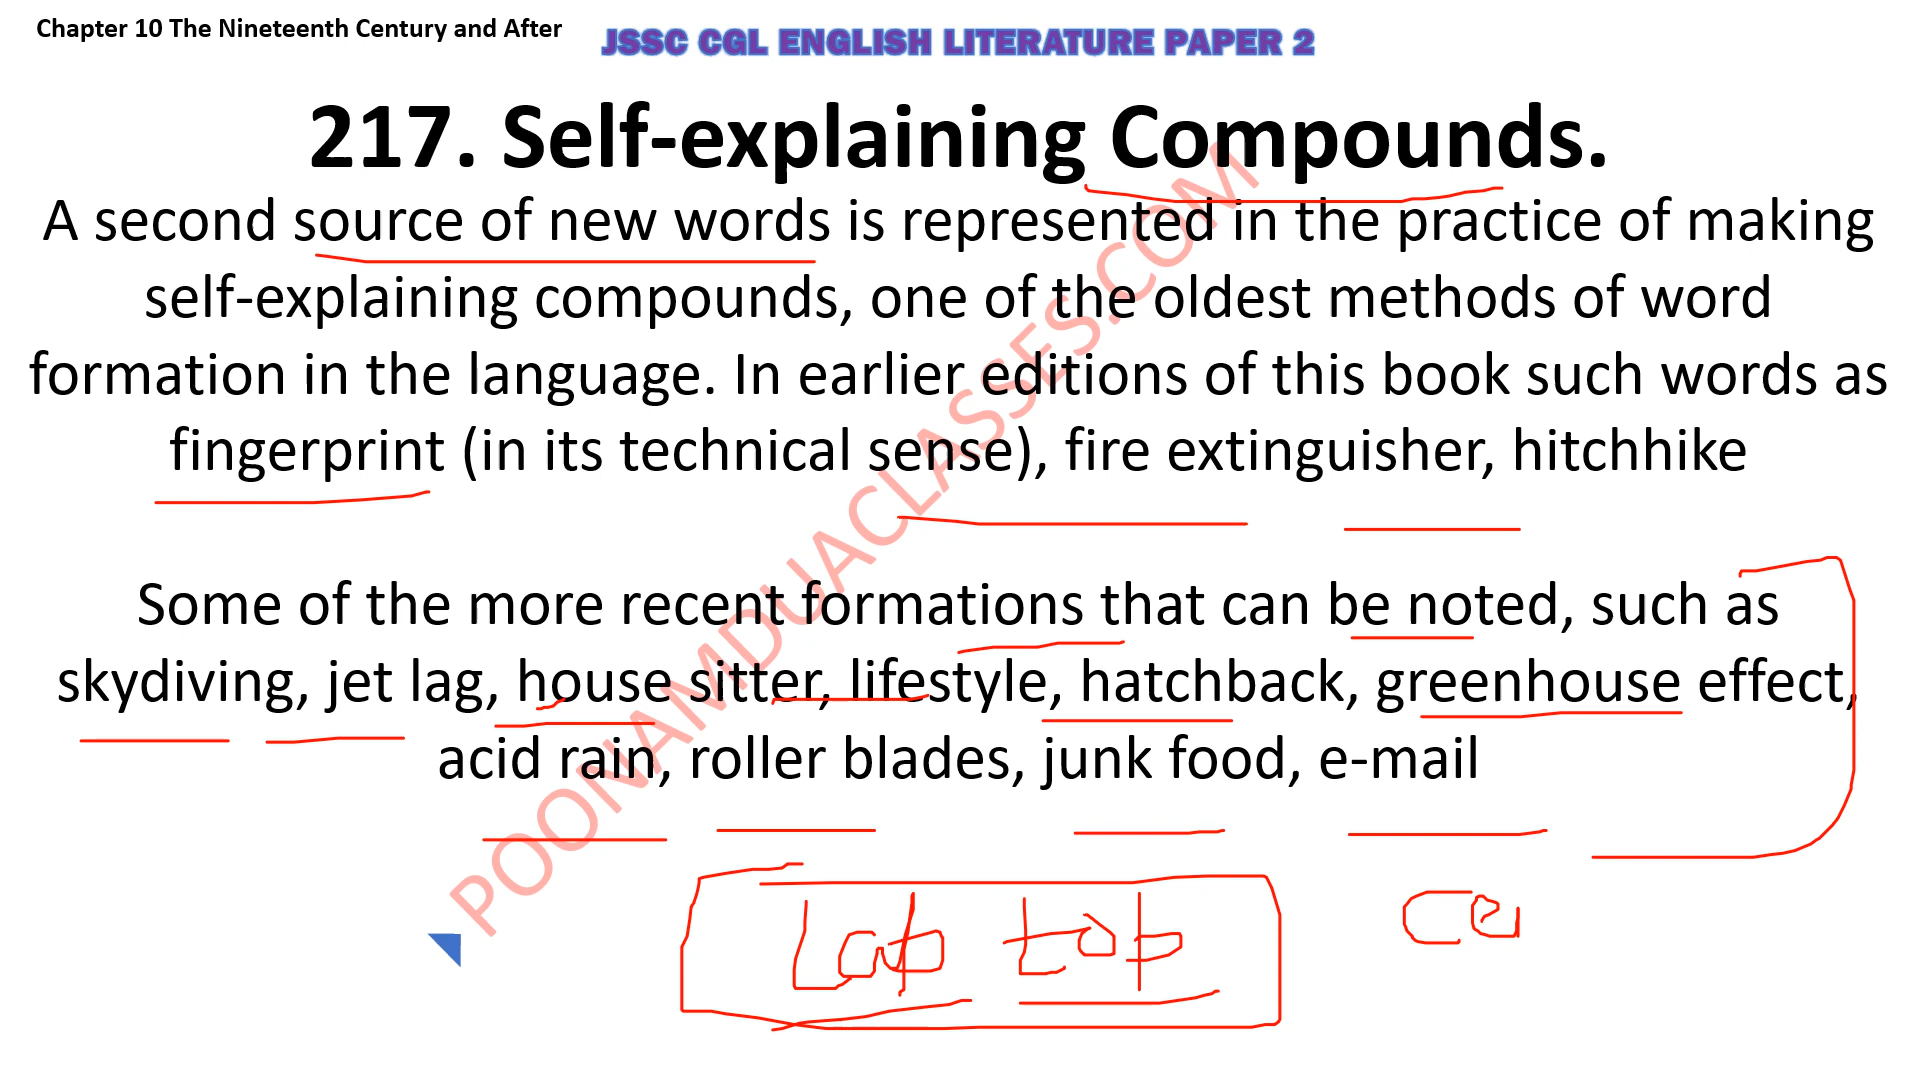 Chapter 10 The Nineteenth Century and After
JSSC CGL ENGLISH LITERATURE PAPER 2
217. Self-explaining Compounds.
A second source of new words is represented in the practice of making
self-explaining compounds, one of the oldest methods of word
formation in the language. In earlier editions of this book such words as
fingerprint (in its technical sense), fire extinguisher, hitchhike
Some of the more recent formations that can be noted, such as
skydiving, jet lag, house sitter, lifestyle, hatchback, greenhouse effect,
acid rain, roller blades, junk food, e-mail
POONAMDUACLASSES.COM
Lap top